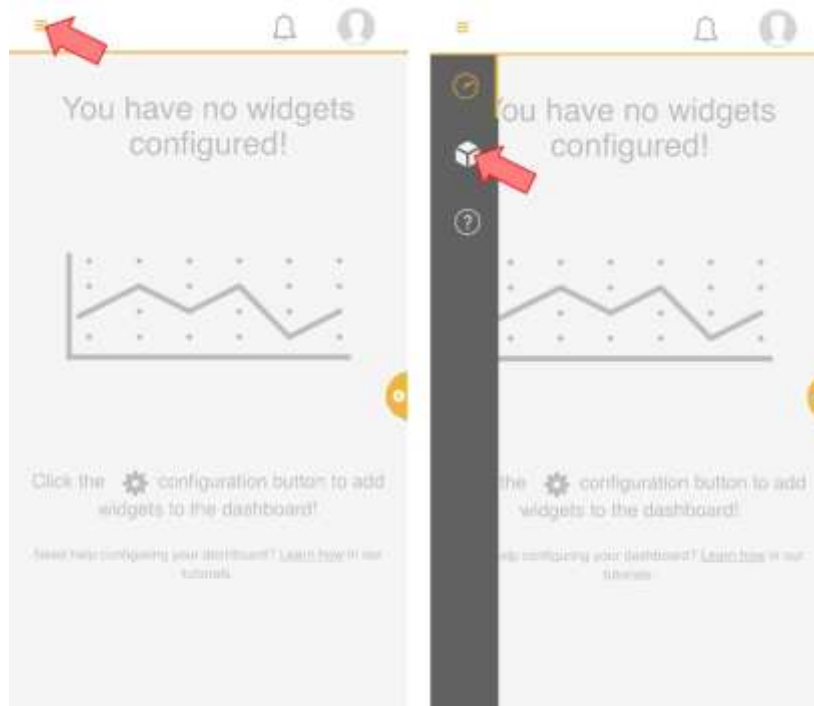 You have no widgets
configured!
Click the configuration button to add
widgets to the dashboard!
Need help configuring your dashboard? Learn how in our
tutorials.
?
You have no widgets
configured!
the configuration button to add
widgets to the dashboard!
help configuring your dashboard? Learn how in our
tutorials.